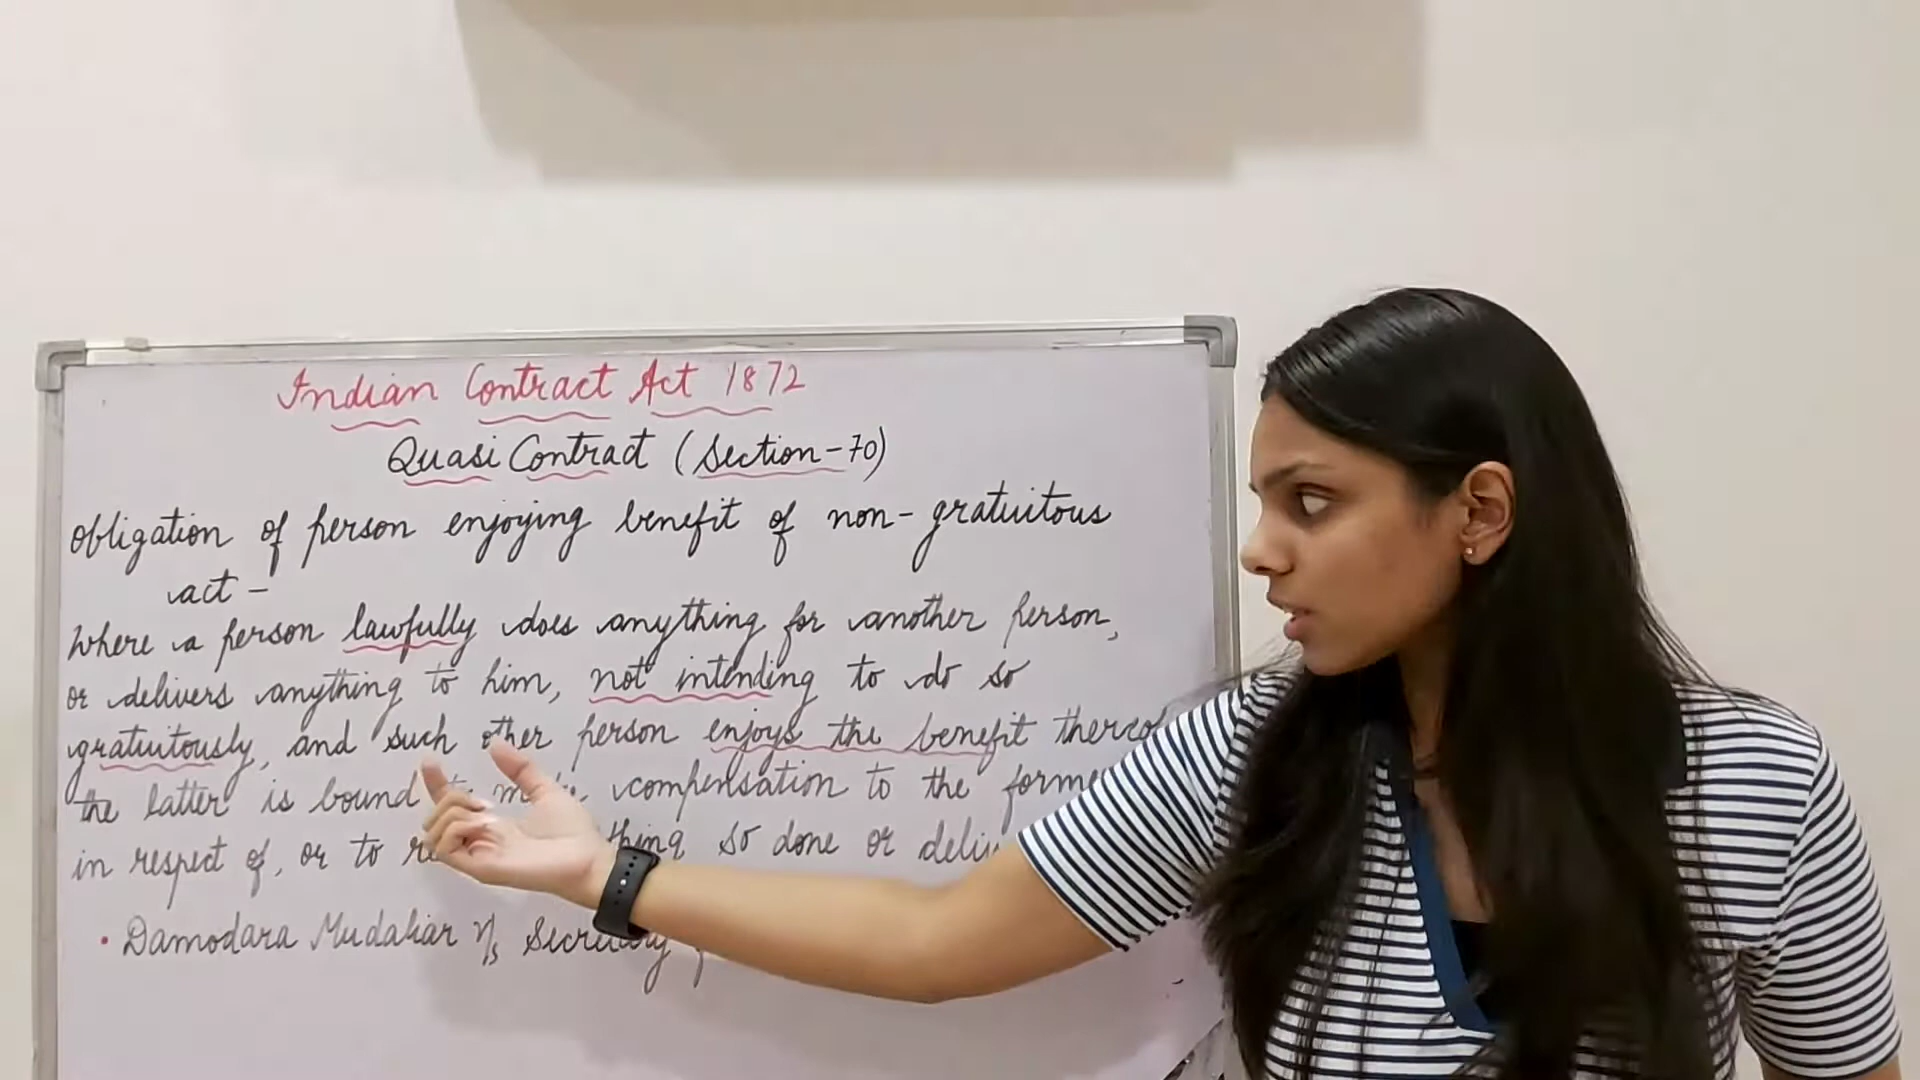 Indian Contract Act 1872
Quasi Contract (Section-70)
Obligation of person enjoying benefit of non-gratuitous
act -
Where a person lawfully does anything for another person,
or delivers anything to him, not intending to do so
gratuitously, and such other person enjoys the benefit
the latter is bound compensation to the
in respect of, or to so done or
• Damodara Mudaliar v/s Secretary